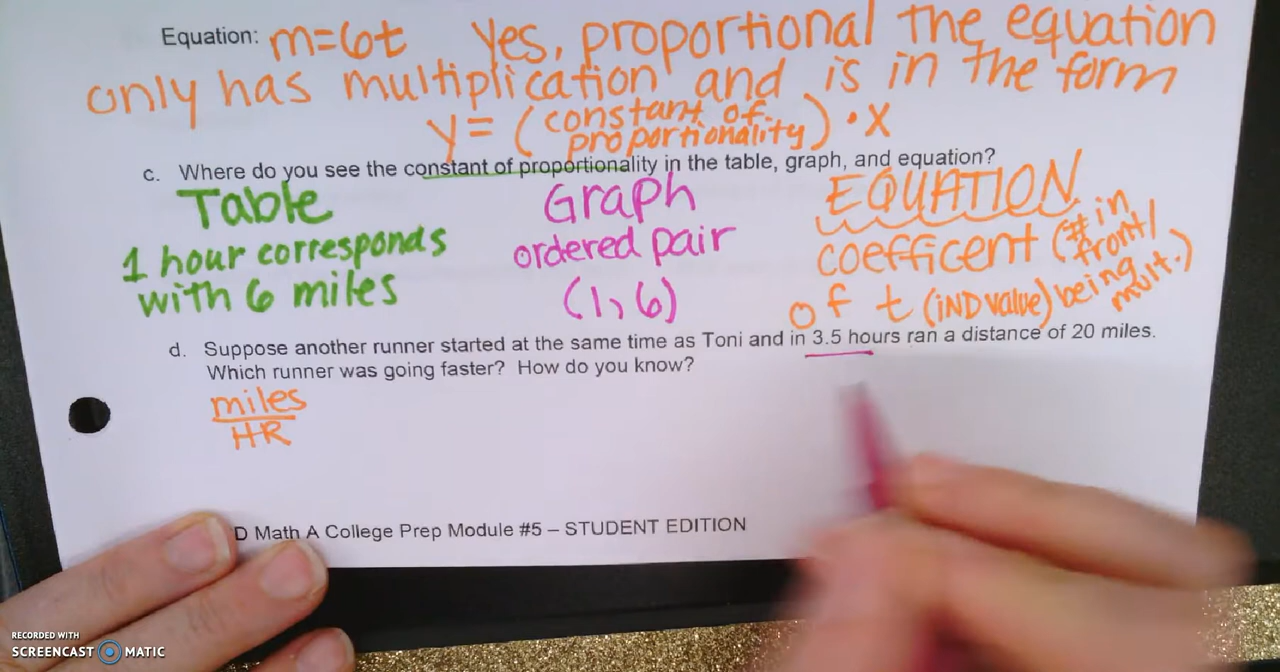 Equation: m=6t Yes, proportional the equation
only has multiplication and is in the form
y = (constant of proportionality) • x
c. Where do you see the constant of proportionality in the table, graph, and equation?
Table
1 hour corresponds
with 6 miles
Graph
ordered pair
(1, 6)
EQUATION
coefficent (# in front/
of t (IND value) being mult.)
d. Suppose another runner started at the same time as Toni and in 3.5 hours ran a distance of 20 miles.
Which runner was going faster? How do you know?
miles
HR
D Math A College Prep Module #5 – STUDENT EDITION
RECORDED WITH
SCREENCAST MATIC